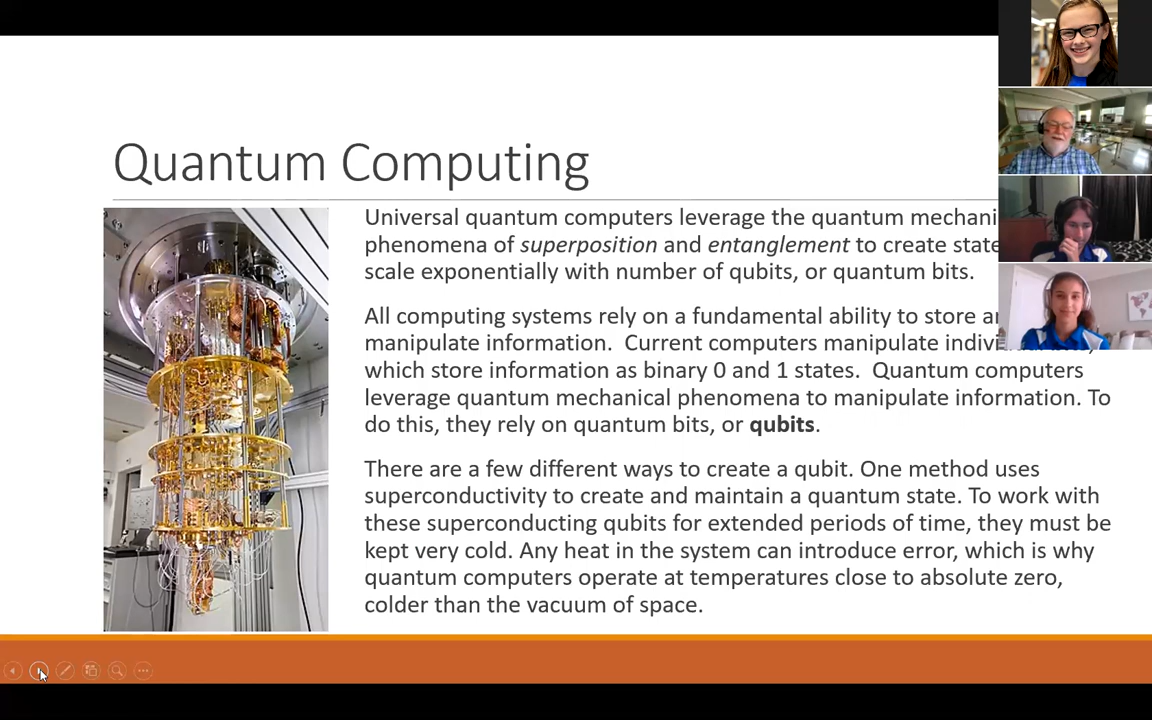 Quantum Computing
Universal quantum computers leverage the quantum
phenomena of superposition and entanglement to create
scale exponentially with number of qubits, or quantum bits.
All computing systems rely on a fundamental ability to store
manipulate information. Current computers manipulate
which store information as binary 0 and 1 states. Quantum computers
leverage quantum mechanical phenomena to manipulate information. To
do this, they rely on quantum bits, or qubits.
There are a few different ways to create a qubit. One method uses
superconductivity to create and maintain a quantum state. To work with
these superconducting qubits for extended periods of time, they must be
kept very cold. Any heat in the system can introduce error, which is why
quantum computers operate at temperatures close to absolute zero,
colder than the vacuum of space.